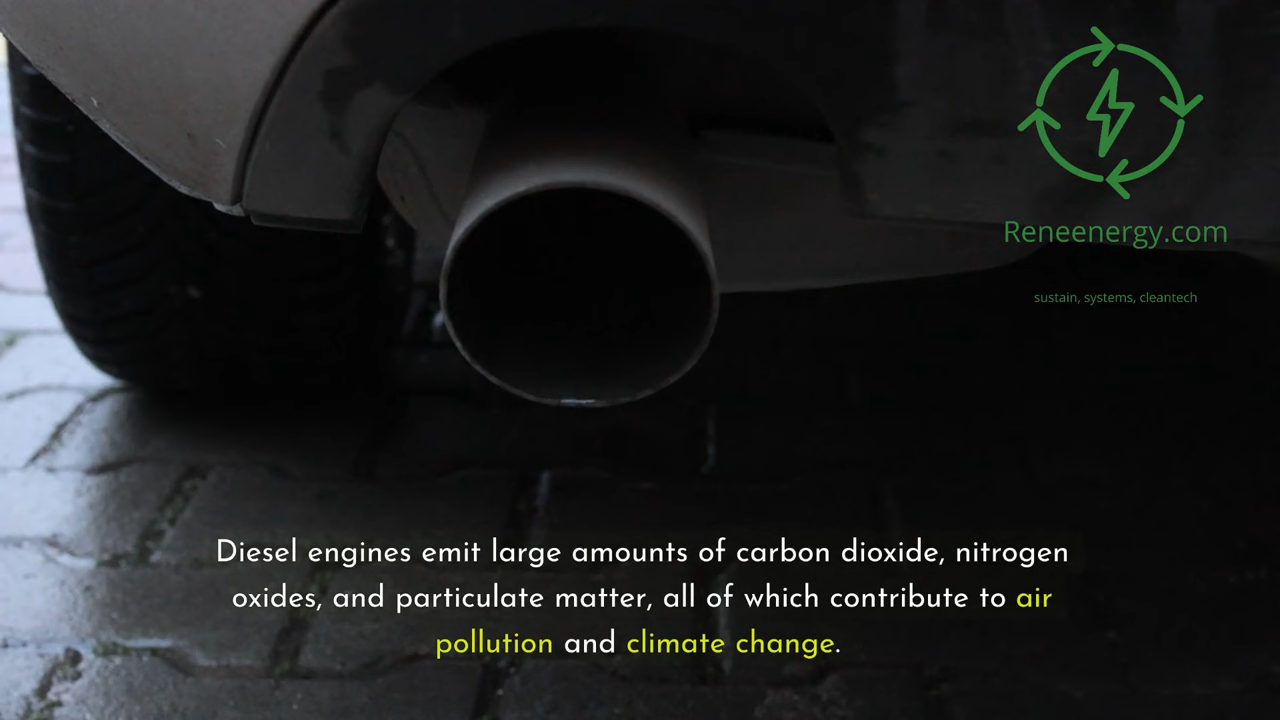 Reneenergy.com
sustain, systems, cleantech
Diesel engines emit large amounts of carbon dioxide, nitrogen
oxides, and particulate matter, all of which contribute to air
pollution and climate change.